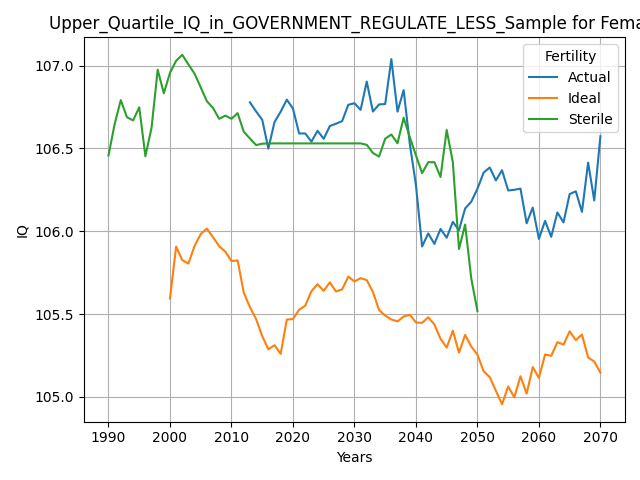 Upper_Quartile_IQ_in_GOVERNMENT_REGULATE_LESS_Sample for Fema
Fertility
Actual
Ideal
Sterile
107.0
106.5
106.0
105.5
105.0
IQ
1990 2000 2010 2020 2030 2040 2050 2060 2070
Years